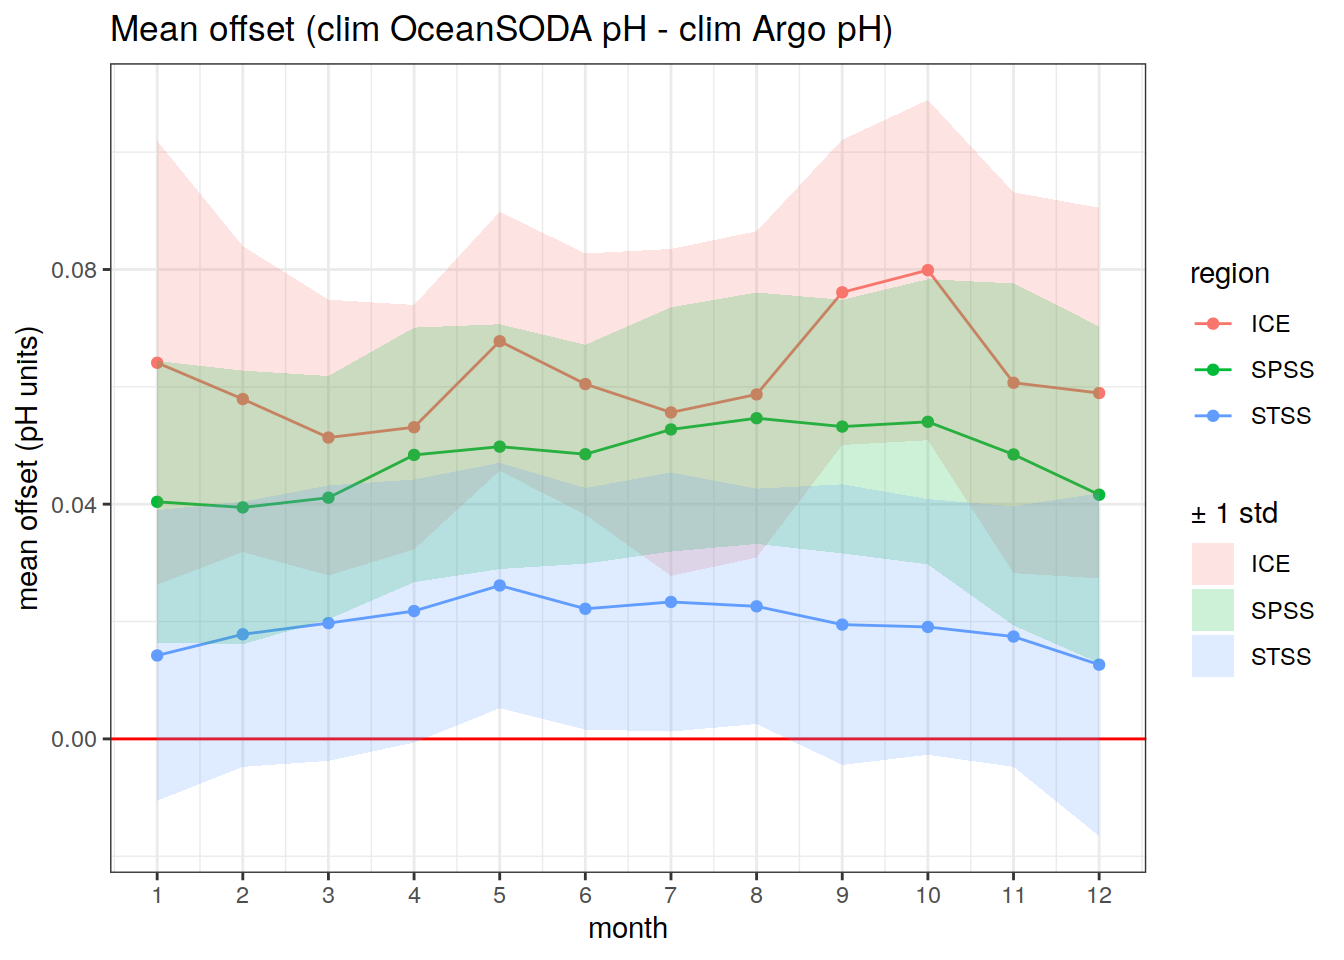 Mean offset (clim OceanSODA pH - clim Argo pH)
mean offset (pH units)
0.08
0.04
0.00
1 2 3 4 5 6 7 8 9 10 11 12
month
region
ICE
SPSS
STSS
± 1 std
ICE
SPSS
STSS